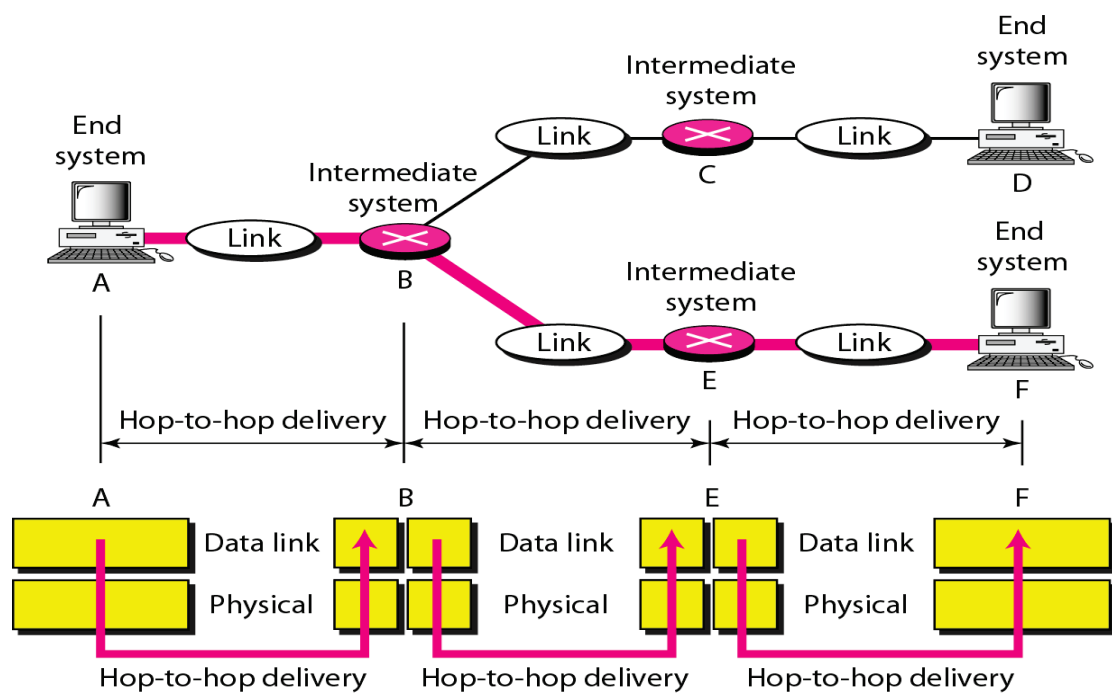 End
system
Intermediate
system
Link
Link
C
D
End
system
Intermediate
system
Link
A
B
End
system
Intermediate
system
Link
Link
E
F
Hop-to-hop delivery
Hop-to-hop delivery
Hop-to-hop delivery
A
B
E
F
Data link
Data link
Data link
Physical
Physical
Physical
Hop-to-hop delivery
Hop-to-hop delivery
Hop-to-hop delivery